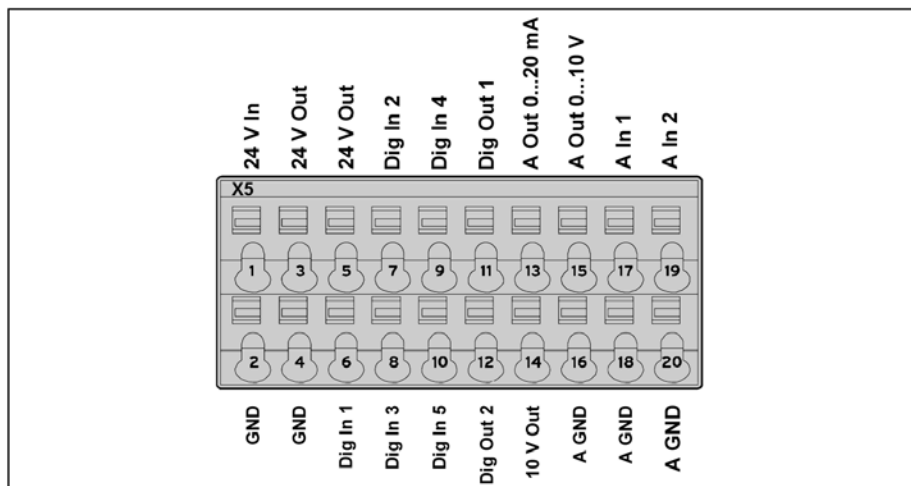 24 V In
24 V Out
24 V Out
Dig In 2
Dig In 4
Dig Out 1
A Out 0...20 mA
A Out 0...10 V
A In 1
A In 2
X5
1 3 5 7 9 11 13 15 17 19
2 4 6 8 10 12 14 16 18 20
GND
GND
Dig In 1
Dig In 3
Dig In 5
Dig Out 2
10 V Out
A GND
A GND
A GND